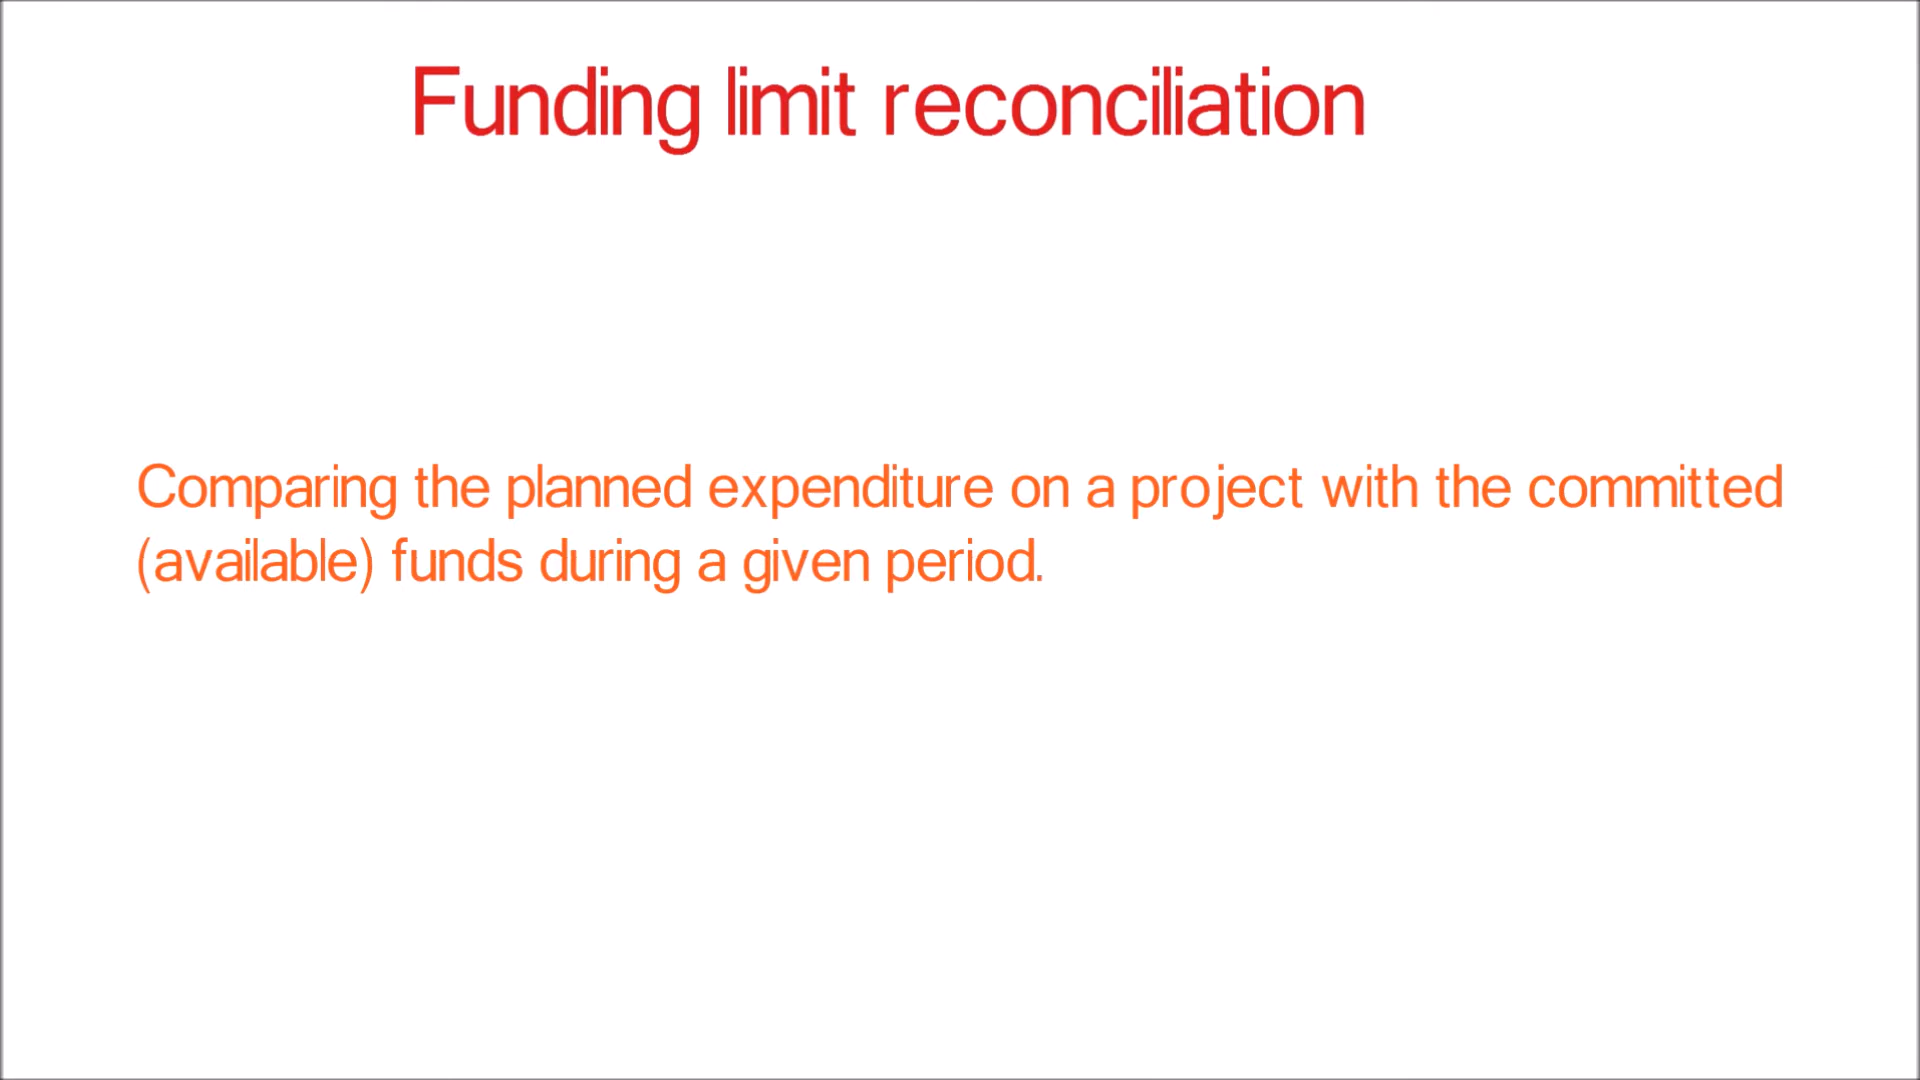 Funding limit reconciliation
Comparing the planned expenditure on a project with the committed
(available) funds during a given period.